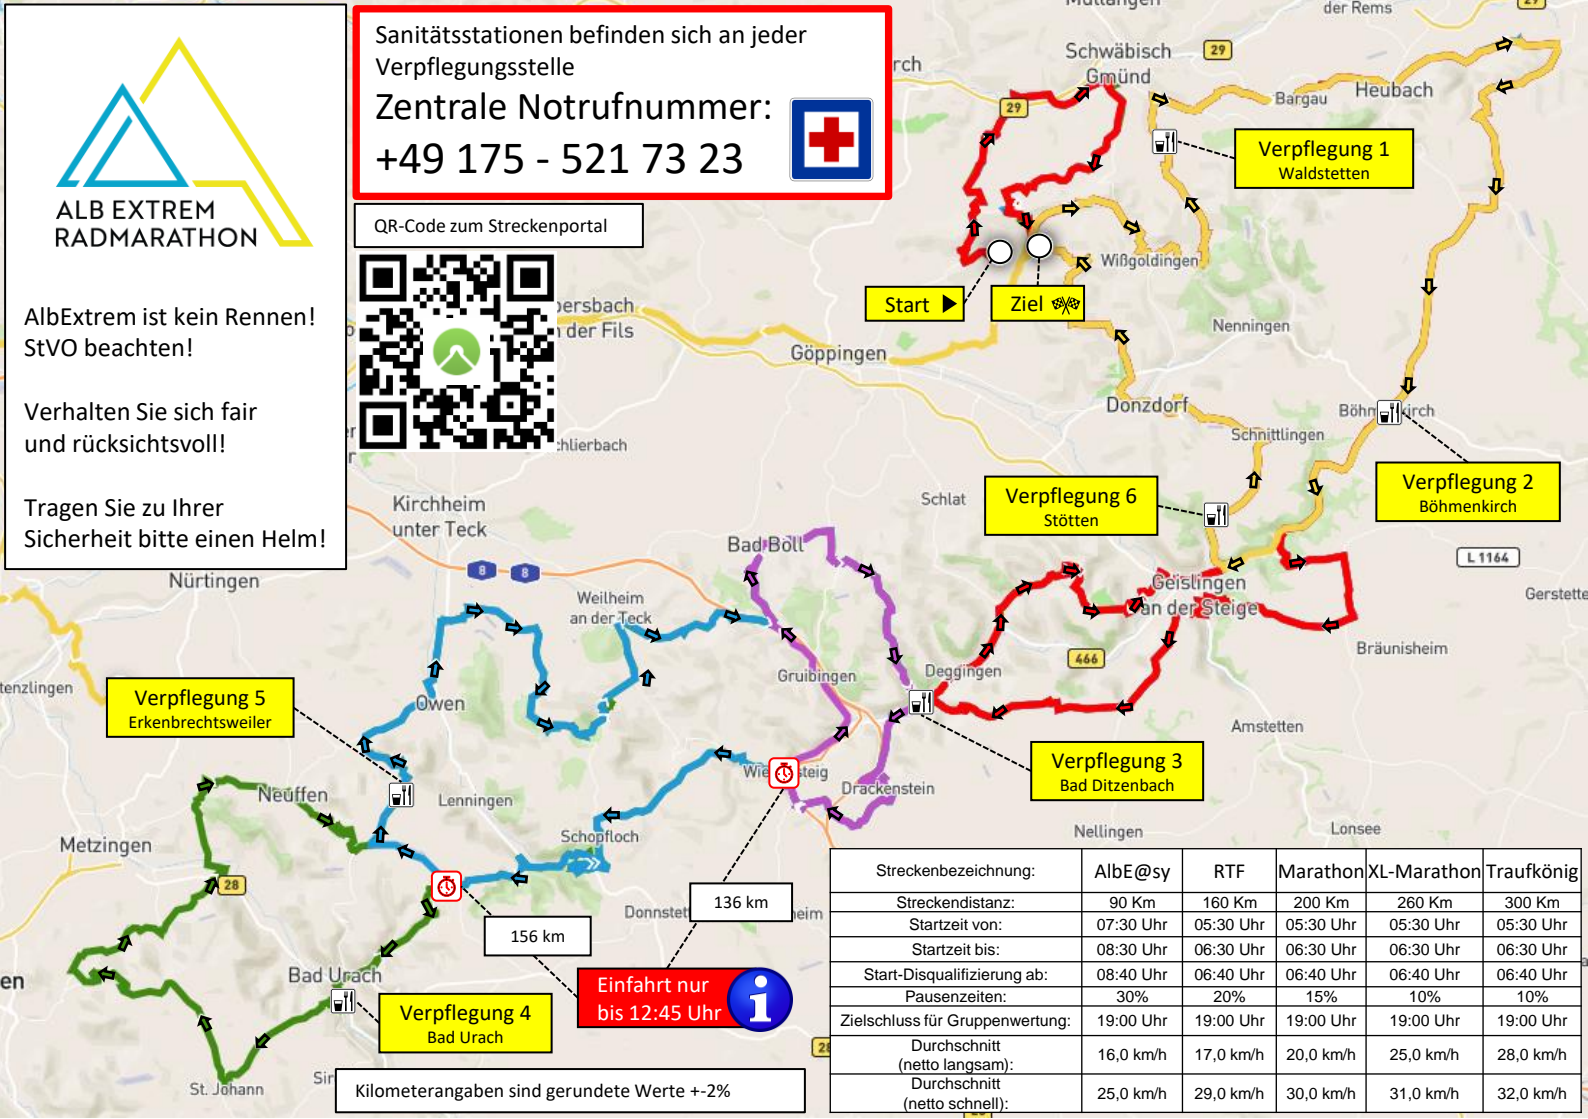 ALB EXTREM
RADMARATHON
AlbExtrem ist kein Rennen!
StVO beachten!
Verhalten Sie sich fair
und rücksichtsvoll!
Tragen Sie zu Ihrer
Sicherheit bitte einen Helm!
Sanitätsstationen befinden sich an jeder
Verpflegungsstelle
Zentrale Notrufnummer:
+49 175 - 521 73 23
QR-Code zum Streckenportal
der Rems
29
Schwäbisch
Gmünd
29
29
Bargau
Heubach
Verpflegung 1
Waldstetten
Wißgoldingen
Start
Ziel
Nenningen
Göppingen
der Fils
Donzdorf
Schnittlingen
Verpflegung 2
Böhmenkirch
Schlat
Verpflegung 6
Stötten
Kirchheim
unter Teck
Bad Boll
L 1164
8
8
Nürtingen
Weilheim
an der Teck
Geislingen
an der Steige
466
Bräunisheim
Gruibingen
Deggingen
Verpflegung 5
Erkenbrechtsweiler
Owen
Amstetten
Verpflegung 3
Bad Ditzenbach
Drackenstein
Neuffen
Lenningen
Schopfloch
Metzingen
Nellingen
Lonsee
28
136 km
156 km
Einfahrt nur
bis 12:45 Uhr
i
Bad Urach
Verpflegung 4
Bad Urach
St. Johann
Kilometerangaben sind gerundete Werte +-2%
Streckenbezeichnung: AlbE@sy RTF Marathon XL-Marathon Traufkönig
Streckendistanz: 90 Km 160 Km 200 Km 260 Km 300 Km
Startzeit von: 07:30 Uhr 05:30 Uhr 05:30 Uhr 05:30 Uhr 05:30 Uhr
Startzeit bis: 08:30 Uhr 06:30 Uhr 06:30 Uhr 06:30 Uhr 06:30 Uhr
Start-Disqualifizierung ab: 08:40 Uhr 06:40 Uhr 06:40 Uhr 06:40 Uhr 06:40 Uhr
Pausenzeiten: 30% 20% 15% 10% 10%
Zielschluss für Gruppenwertung: 19:00 Uhr 19:00 Uhr 19:00 Uhr 19:00 Uhr 19:00 Uhr
Durchschnitt
(netto langsam): 16,0 km/h 17,0 km/h 20,0 km/h 25,0 km/h 28,0 km/h
Durchschnitt
(netto schnell): 25,0 km/h 29,0 km/h 30,0 km/h 31,0 km/h 32,0 km/h